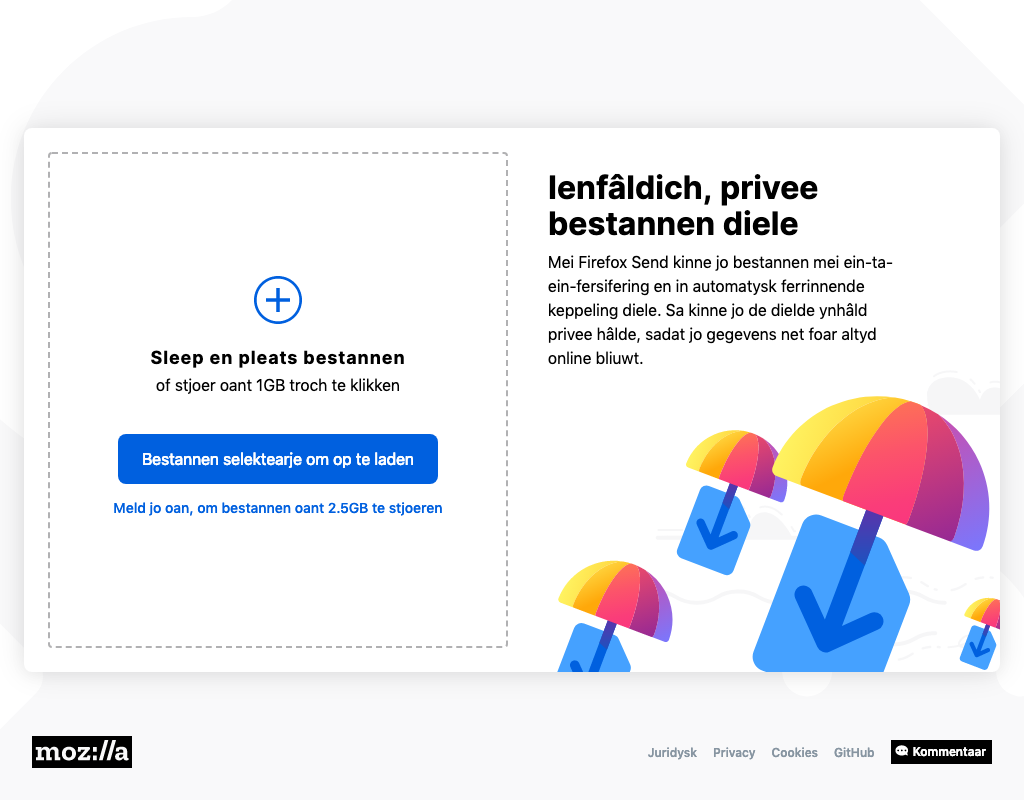 Ienfâldich, privee
bestannen diele
Mei Firefox Send kinne jo bestannen mei ein-ta-
ein-fersifering en in automatysk ferrinnende
keppeling diele. Sa kinne jo de dielde ynhâld
privee hâlde, sadat jo gegevens net foar altyd
online bliuwt.
Sleep en pleats bestannen
of stjoer oant 1GB troch te klikken
Bestannen selektearje om op te laden
Meld jo oan, om bestannen oant 2.5GB te stjoeren
moz://a
Juridysk
Privacy
Cookies
GitHub
Kommentaar